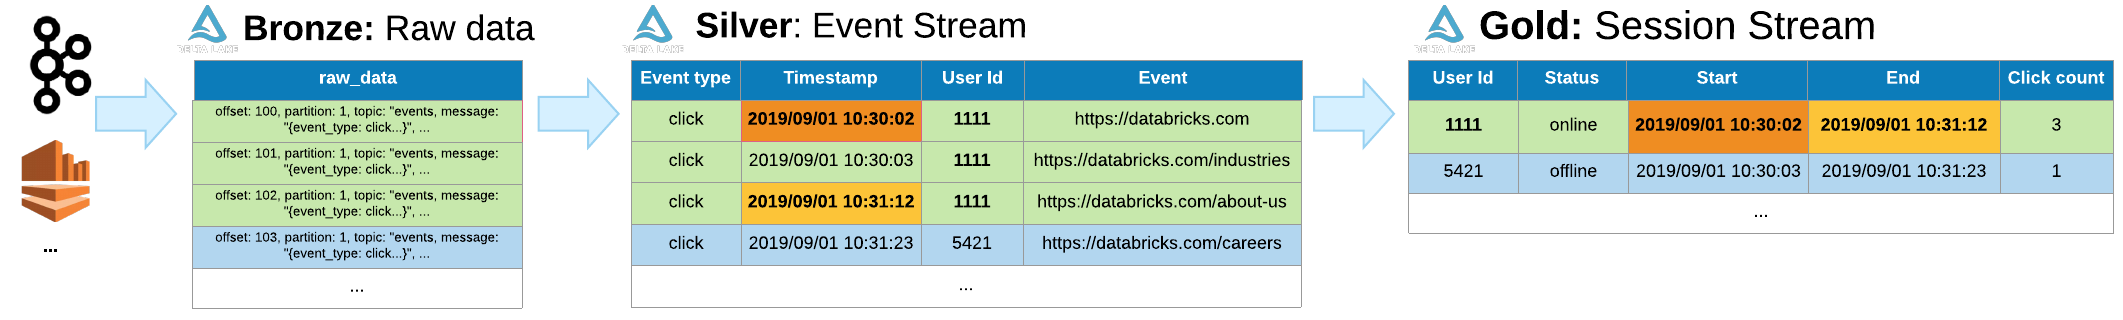 DELTA LAKE
Bronze: Raw data
raw_data
offset: 100, partition: 1, topic: "events, message:
"{event_type: click...}", ...
offset: 101, partition: 1, topic: "events, message:
"{event_type: click...}", ...
offset: 102, partition: 1, topic: "events, message:
"{event_type: click...}", ...
offset: 103, partition: 1, topic: "events, message:
"{event_type: click...}", ...
...
...
DELTA LAKE
Silver: Event Stream
Event type Timestamp User Id Event
click 2019/09/01 10:30:02 1111 https://databricks.com
click 2019/09/01 10:30:03 1111 https://databricks.com/industries
click 2019/09/01 10:31:12 1111 https://databricks.com/about-us
click 2019/09/01 10:31:23 5421 https://databricks.com/careers
...
DELTA LAKE
Gold: Session Stream
User Id Status Start End Click count
1111 online 2019/09/01 10:30:02 2019/09/01 10:31:12 3
5421 offline 2019/09/01 10:30:03 2019/09/01 10:31:23 1
...